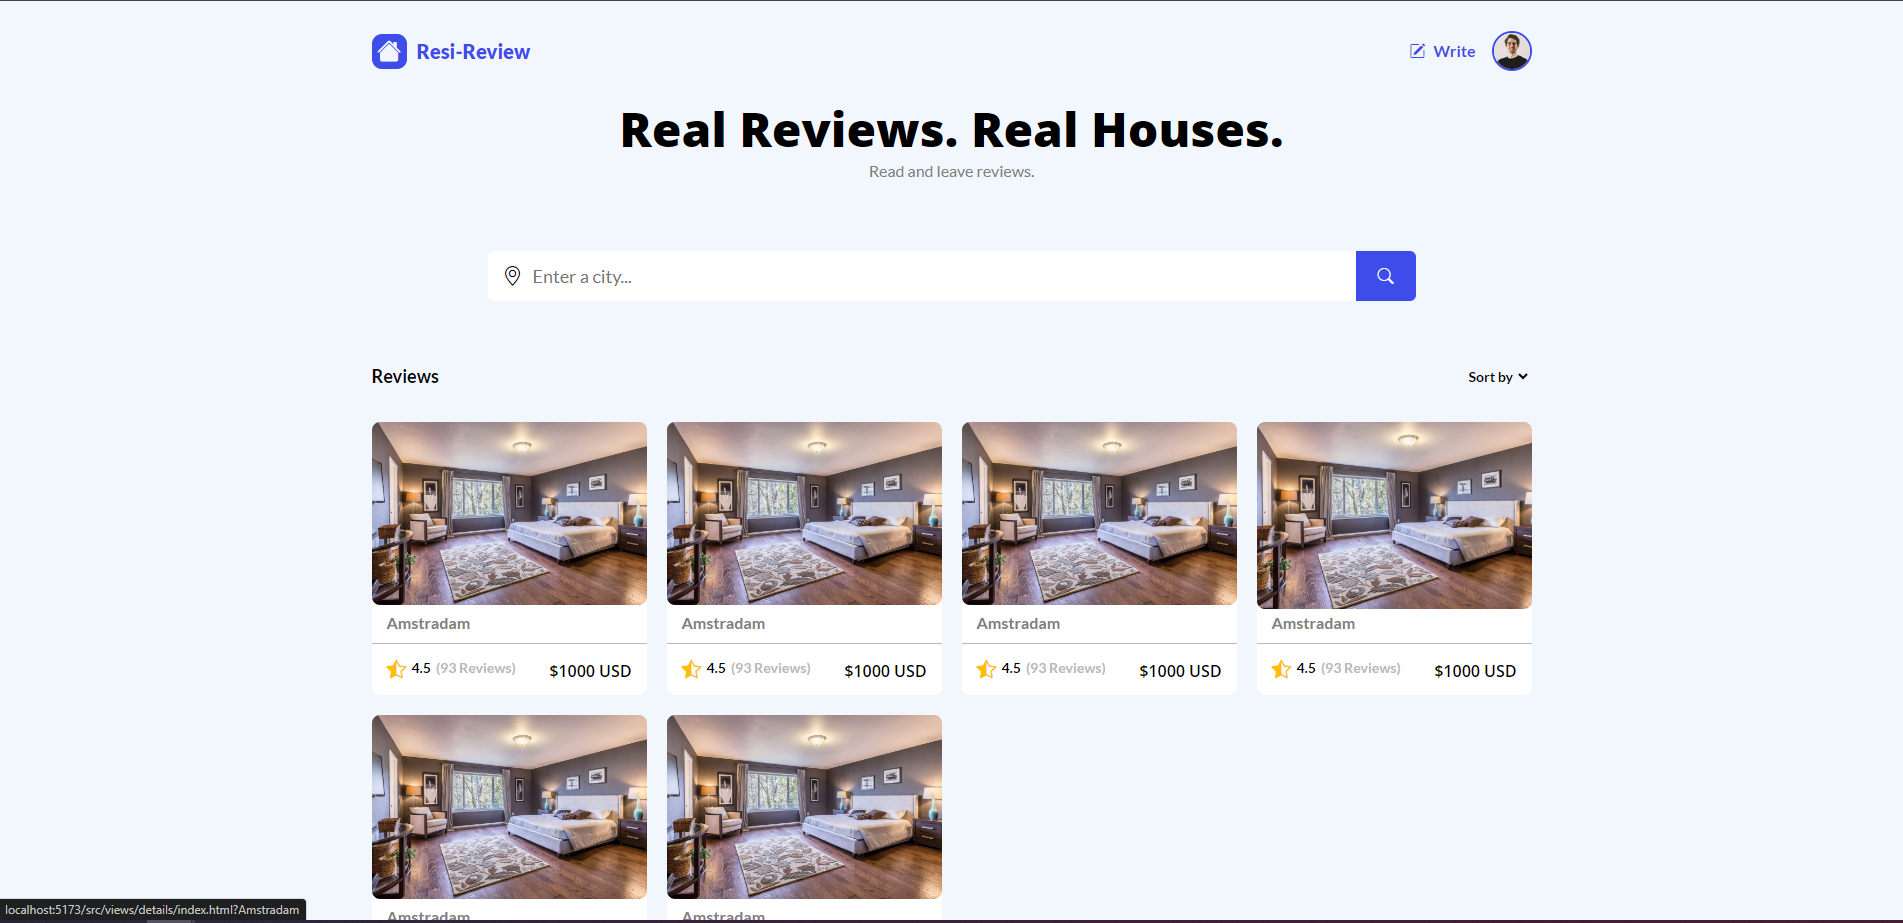 Resi-Review
Write
Real Reviews. Real Houses.
Read and leave reviews.
Enter a city...
Reviews
Sort by
Amstradam
Amstradam
Amstradam
Amstradam
4.5 (93 Reviews) $1000 USD
4.5 (93 Reviews) $1000 USD
4.5 (93 Reviews) $1000 USD
4.5 (93 Reviews) $1000 USD
Amstradam
Amstradam
localhost:5173/src/views/details/index.html?Amstradam